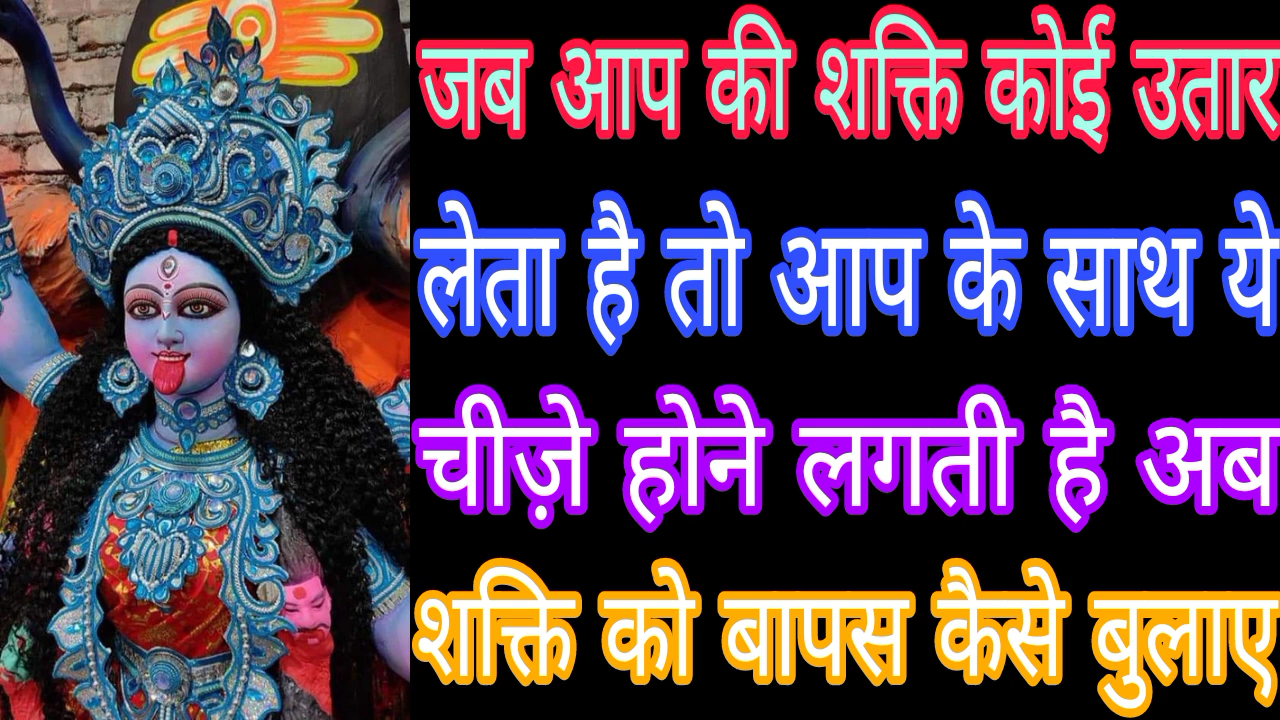 जब आप की शक्ति कोई उतार
लेता है तो आप के साथ ये
चीज़े होने लगती है अब
शक्ति को बापस कैसे बुलाए